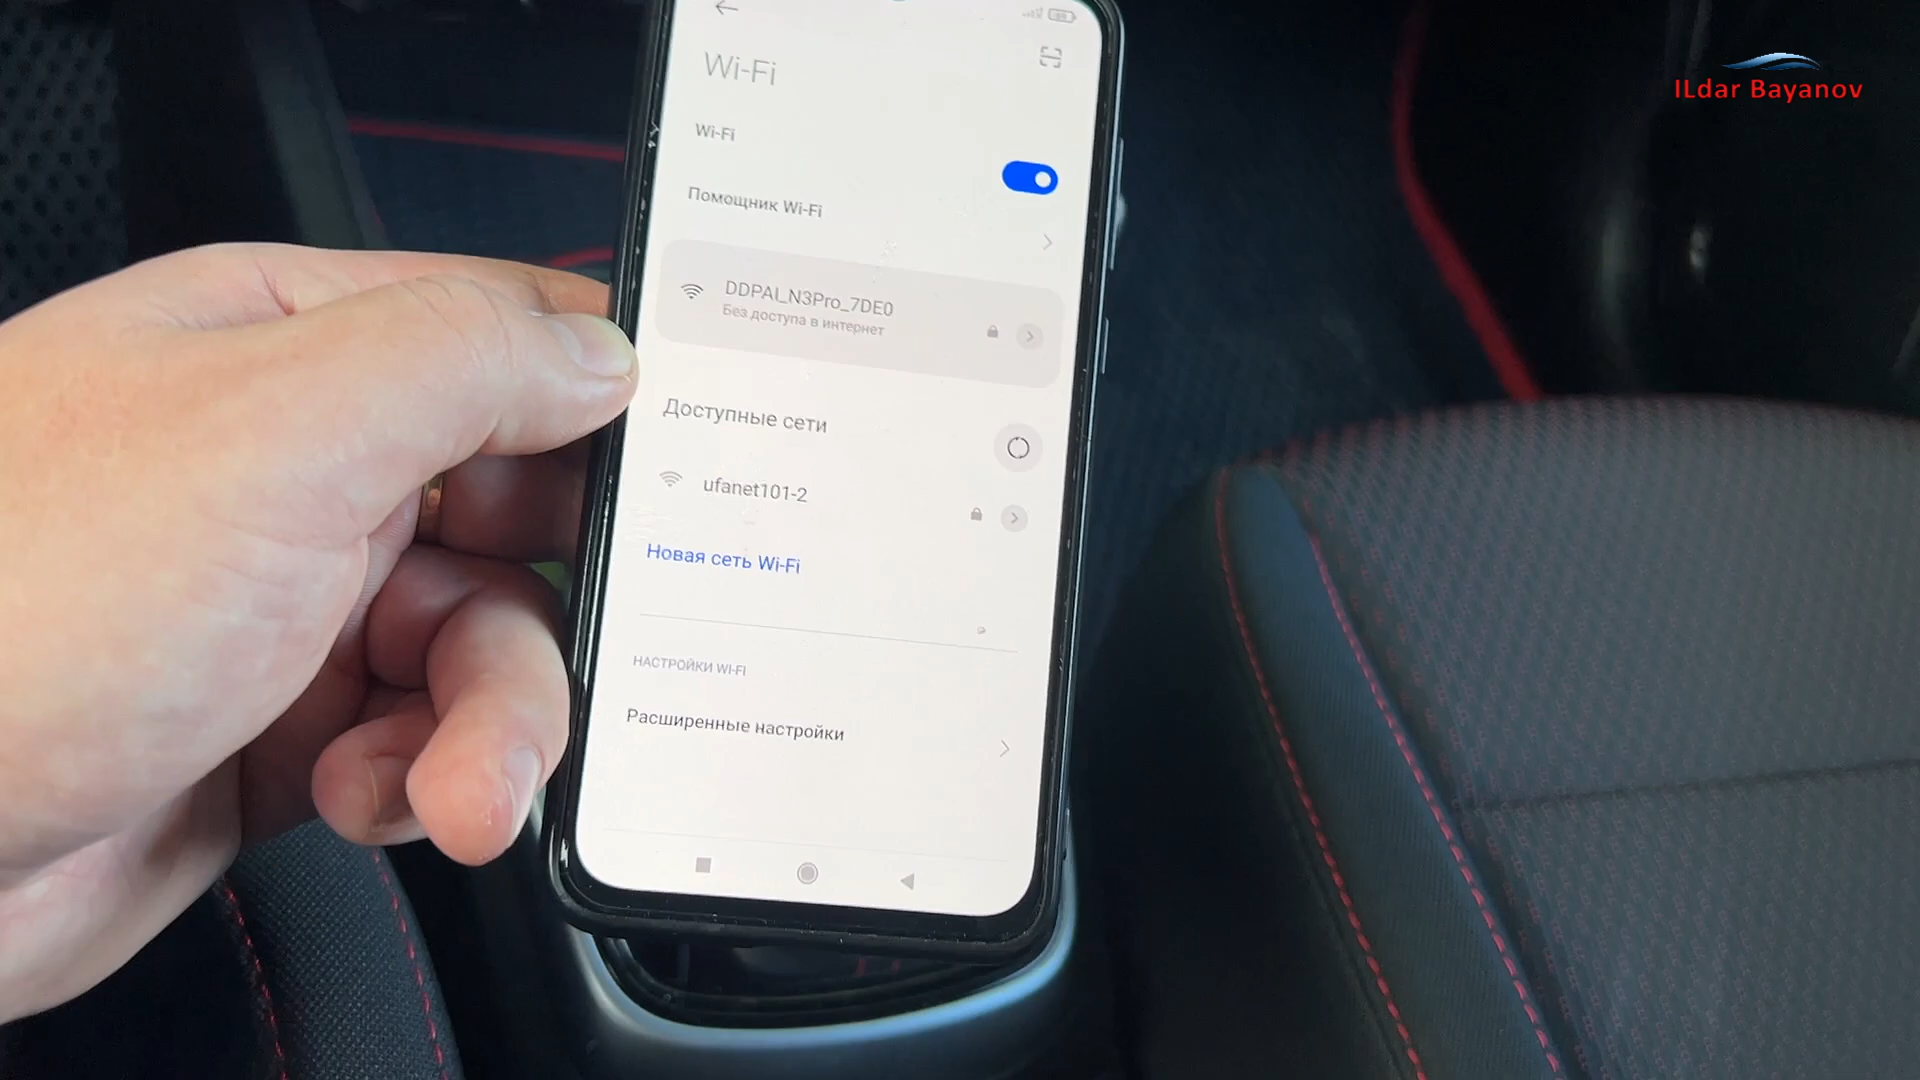 ILdar Bayanov
Wi-Fi
Wi-Fi
Помощник Wi-Fi
DDPAI_N3Pro_7DE0
Без доступа в интернет
Доступные сети
ufanet101-2
Новая сеть Wi-Fi
НАСТРОЙКИ WI-FI
Расширенные настройки